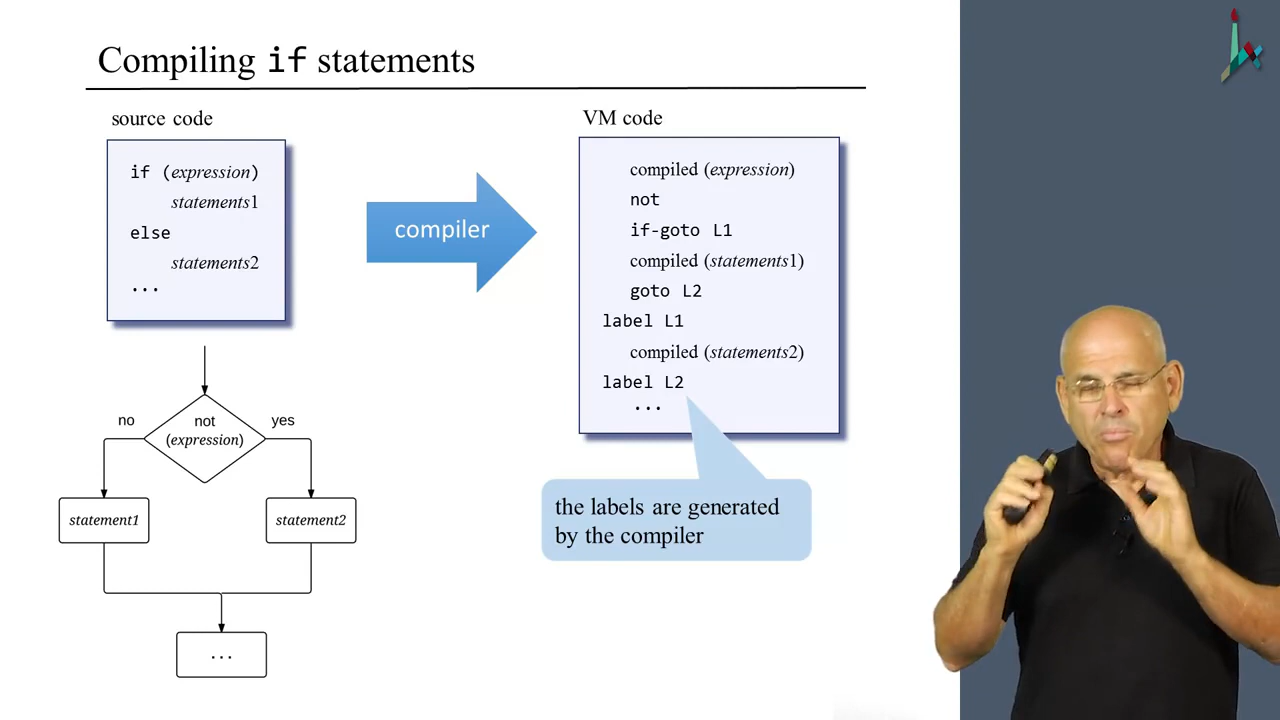 Compiling if statements
source code
if (expression)
statements1
else
statements2
...
compiler
VM code
compiled (expression)
not
if-goto L1
compiled (statements1)
goto L2
label L1
compiled (statements2)
label L2
...
no
not
(expression)
yes
statement1
statement2
...
the labels are generated
by the compiler